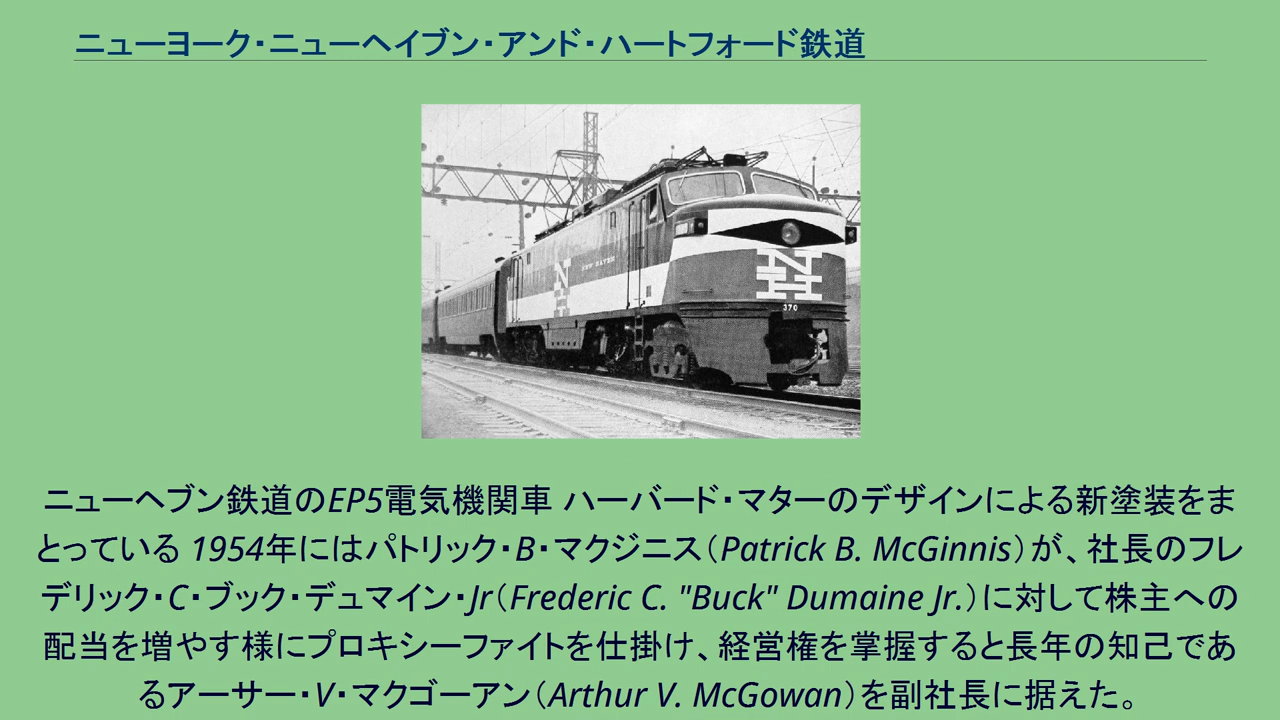 ニューヨーク・ニューヘイブン・アンド・ハートフォード鉄道
NEW HAVEN
N
H
N
H
370
ニューヘブン鉄道のEP5電気機関車 ハーバード・マターのデザインによる新塗装をま
とっている 1954年にはパトリック・B・マクジニス（Patrick B. McGinnis）が、社長のフレ
デリック・C・ブック・デュマイン・Jr（Frederic C. "Buck" Dumaine Jr.）に対して株主への
配当を増やす様にプロキシーファイトを仕掛け、経営権を掌握すると長年の知己であ
るアーサー・V・マクゴーアン（Arthur V. McGowan）を副社長に据えた。